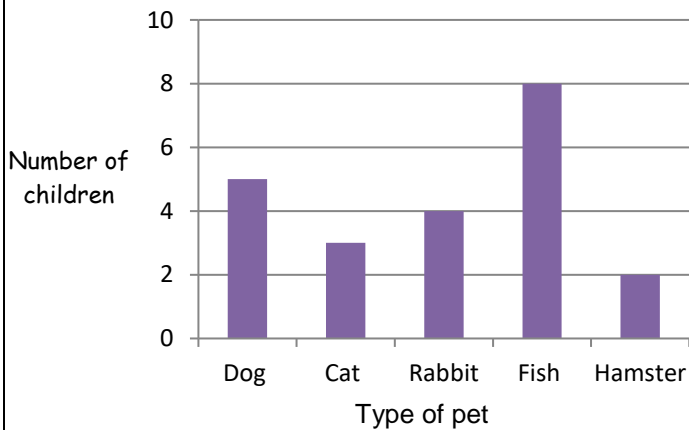 10
8
6
4
2
0
Number of
children
Dog Cat Rabbit Fish Hamster
Type of pet